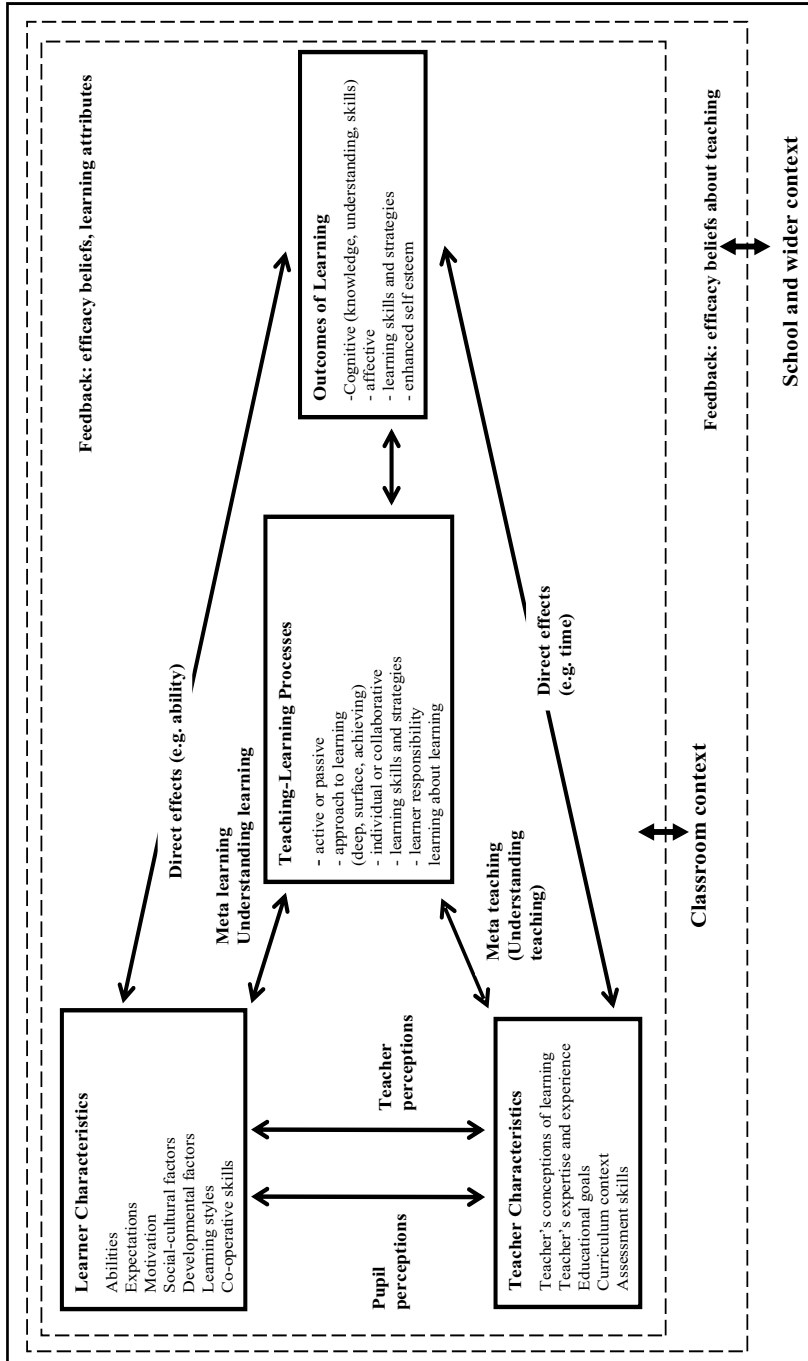 Learner Characteristics
Abilities
Expectations
Motivation
Social-cultural factors
Developmental factors
Learning styles
Co-operative skills
Direct effects (e.g. ability)
Feedback: efficacy beliefs, learning attributes
Meta learning
Understanding learning
Pupil
perceptions
Teacher
perceptions
Teaching-Learning Processes
- active or passive
- approach to learning
(deep, surface, achieving)
- individual or collaborative
- learning skills and strategies
- learner responsibility
learning about learning
Outcomes of Learning
-Cognitive (knowledge, understanding, skills)
- affective
- learning skills and strategies
- enhanced self esteem
Meta teaching
(Understanding
teaching)
Direct effects
(e.g. time)
Teacher Characteristics
Teacher’s conceptions of learning
Teacher’s expertise and experience
Educational goals
Curriculum context
Assessment skills
Classroom context
Feedback: efficacy beliefs about teaching
School and wider context